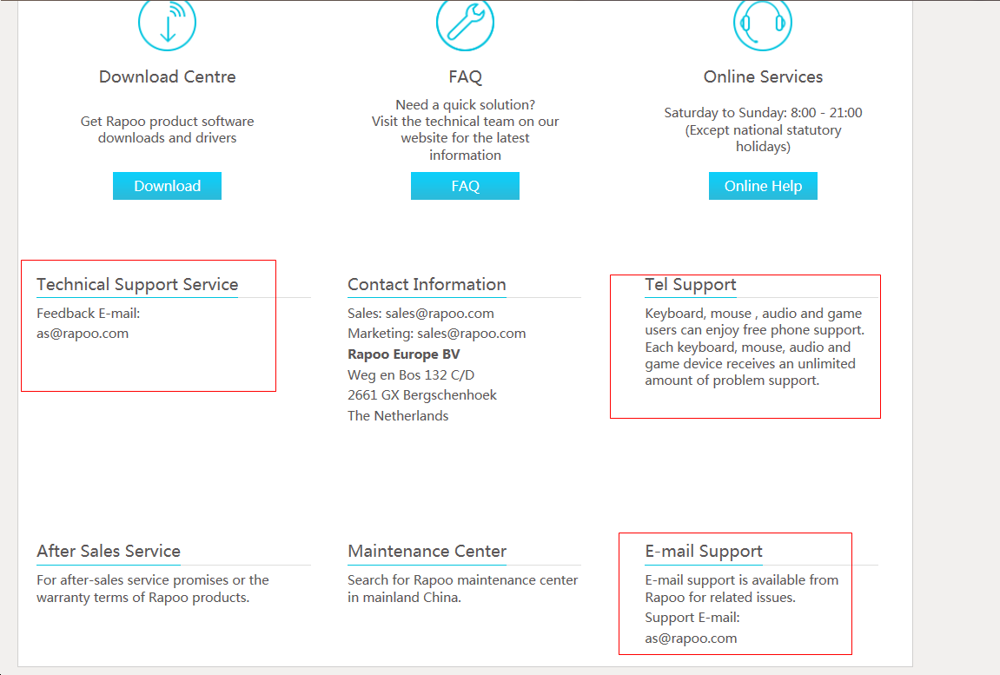 Download Centre
Get Rapoo product software
downloads and drivers
Download
FAQ
Need a quick solution?
Visit the technical team on our
website for the latest
information
FAQ
Online Services
Saturday to Sunday: 8:00 - 21:00
(Except national statutory
holidays)
Online Help
Technical Support Service
Feedback E-mail:
as@rapoo.com
Contact Information
Sales: sales@rapoo.com
Marketing: sales@rapoo.com
Rapoo Europe BV
Weg en Bos 132 C/D
2661 GX Bergschenhoek
The Netherlands
Tel Support
Keyboard, mouse , audio and game
users can enjoy free phone support.
Each keyboard, mouse, audio and
game device receives an unlimited
amount of problem support.
After Sales Service
For after-sales service promises or the
warranty terms of Rapoo products.
Maintenance Center
Search for Rapoo maintenance center
in mainland China.
E-mail Support
E-mail support is available from
Rapoo for related issues.
Support E-mail:
as@rapoo.com